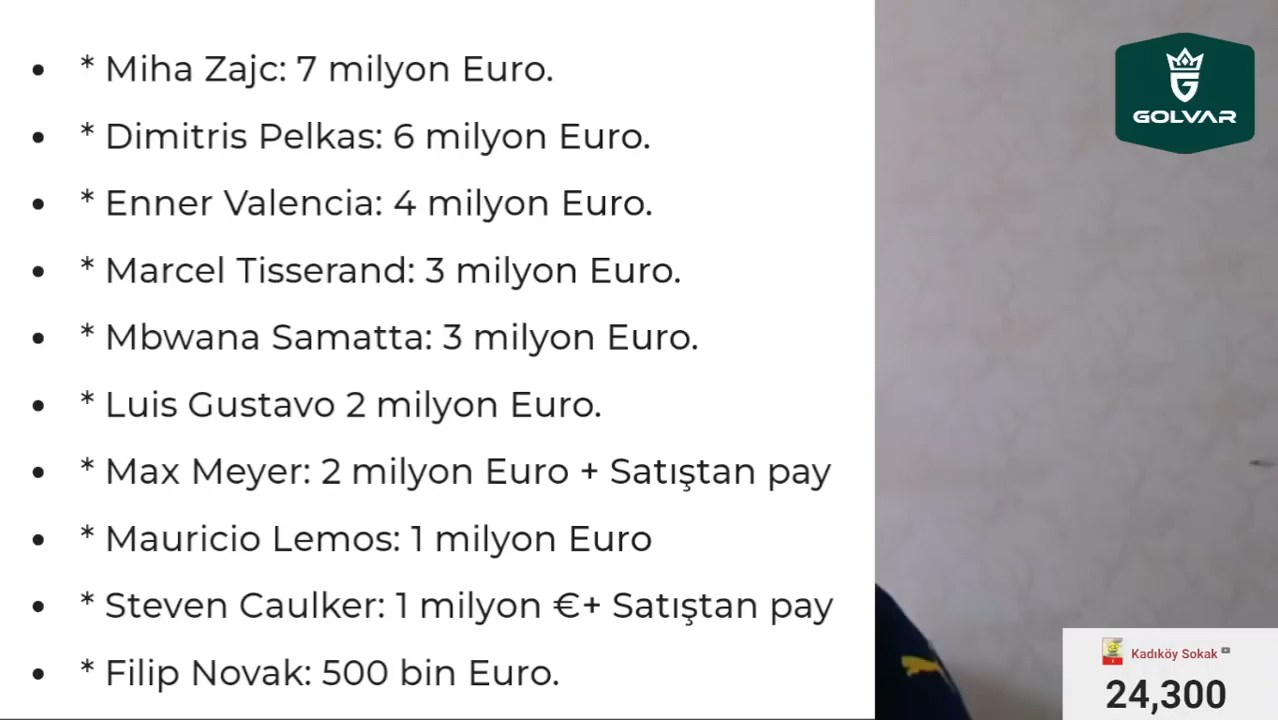 * Miha Zajc: 7 milyon Euro.
* Dimitris Pelkas: 6 milyon Euro.
* Enner Valencia: 4 milyon Euro.
* Marcel Tisserand: 3 milyon Euro.
* Mbwana Samatta: 3 milyon Euro.
* Luis Gustavo 2 milyon Euro.
* Max Meyer: 2 milyon Euro + Satıştan pay
* Mauricio Lemos: 1 milyon Euro
* Steven Caulker: 1 milyon €+ Satıştan pay
* Filip Novak: 500 bin Euro.
GOLVAR
Kadıköy Sokak
24,300